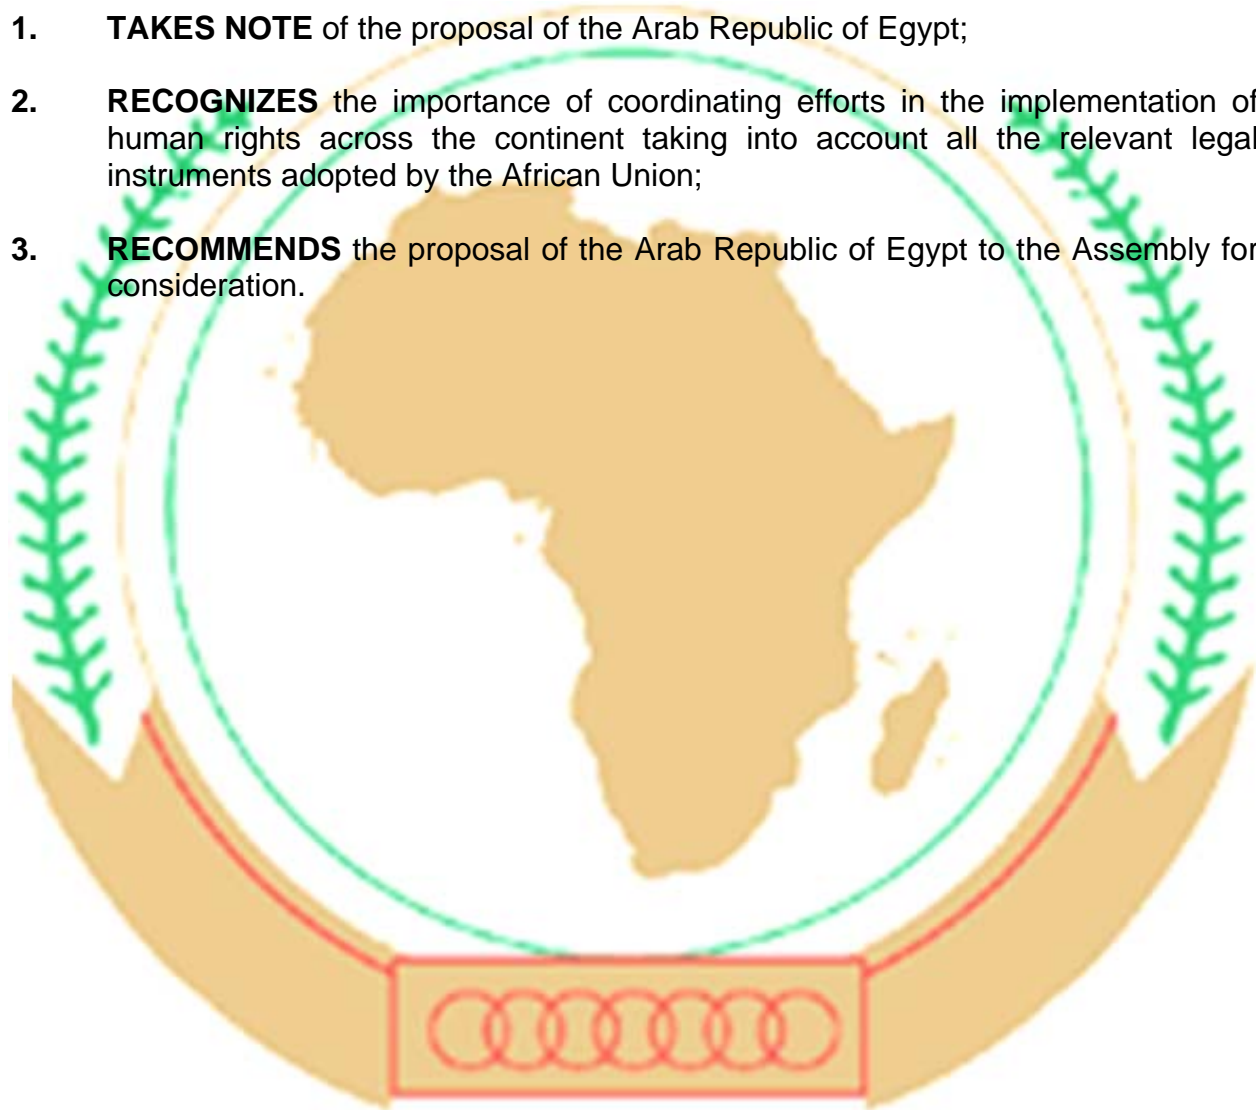 1. TAKES NOTE of the proposal of the Arab Republic of Egypt;
2. RECOGNIZES the importance of coordinating efforts in the implementation of
human rights across the continent taking into account all the relevant legal
instruments adopted by the African Union;
3. RECOMMENDS the proposal of the Arab Republic of Egypt to the Assembly for
consideration.